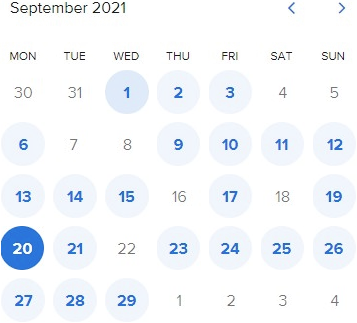 September 2021
MON TUE WED THU FRI SAT SUN
30 31 1 2 3 4 5
6 7 8 9 10 11 12
13 14 15 16 17 18 19
20 21 22 23 24 25 26
27 28 29 1 2 3 4